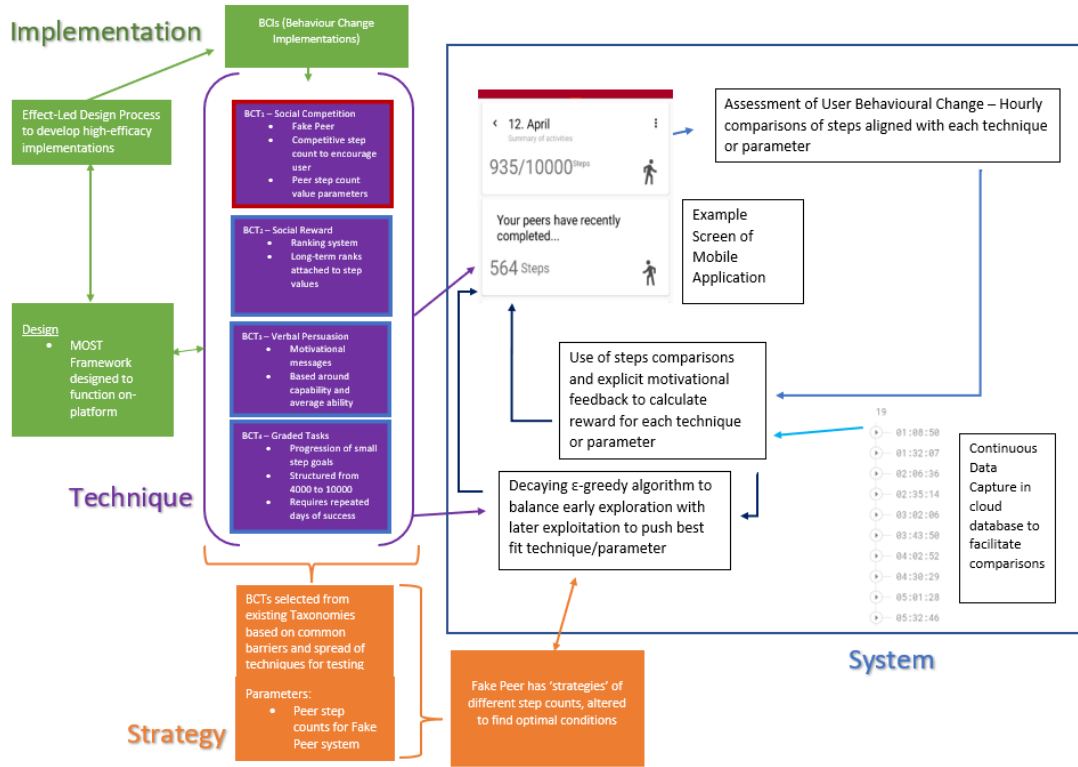 Implementation
BCIs (Behaviour Change
Implementations)
Effect-Led Design Process
to develop high-efficacy
implementations
Design
• MOST
Framework
designed to
function on-
platform
BCT₁ – Social Competition
• Fake Peer
• Competitive step
count to encourage
user
• Peer step count
value parameters
BCT₂ – Social Reward
• Ranking system
• Long-term ranks
attached to step
values
BCT₃ – Verbal Persuasion
• Motivational
messages
• Based around
capability and
average ability
BCT₄ – Graded Tasks
• Progression of small
step goals
• Structured from
4000 to 10000
• Requires repeated
days of success
Technique
BCTs selected from
existing Taxonomies
based on common
barriers and spread of
techniques for testing
Parameters:
• Peer step
counts for Fake
Peer system
Strategy
Fake Peer has ‘strategies’ of
different step counts, altered
to find optimal conditions
‹ 12. April
Summary of activities
935/10000 Steps
Your peers have recently
completed...
564 Steps
Example
Screen of
Mobile
Application
Assessment of User Behavioural Change – Hourly
comparisons of steps aligned with each technique
or parameter
Use of steps comparisons
and explicit motivational
feedback to calculate
reward for each technique
or parameter
Decaying ε-greedy algorithm to
balance early exploration with
later exploitation to push best
fit technique/parameter
19
01:08:50
01:32:07
02:06:36
02:35:14
03:02:06
03:43:50
04:02:52
04:30:29
05:01:28
05:32:46
Continuous
Data
Capture in
cloud
database to
facilitate
comparisons
System